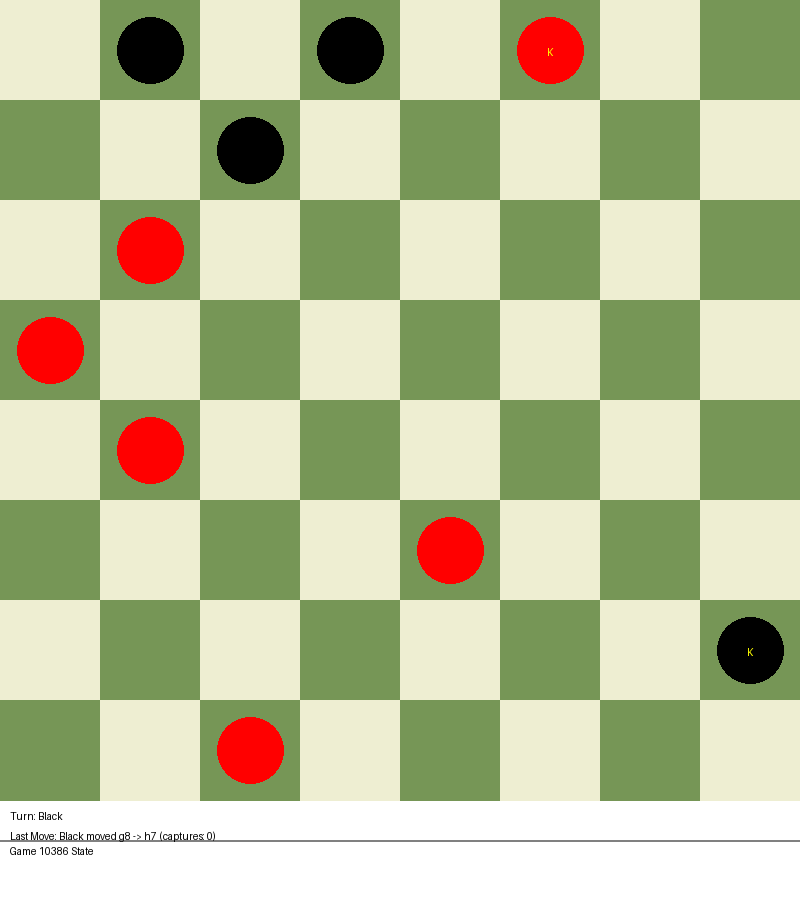 K
K
Turn: Black
Last Move: Black moved g8 -> h7 (captures: 0)
Game 10386 State